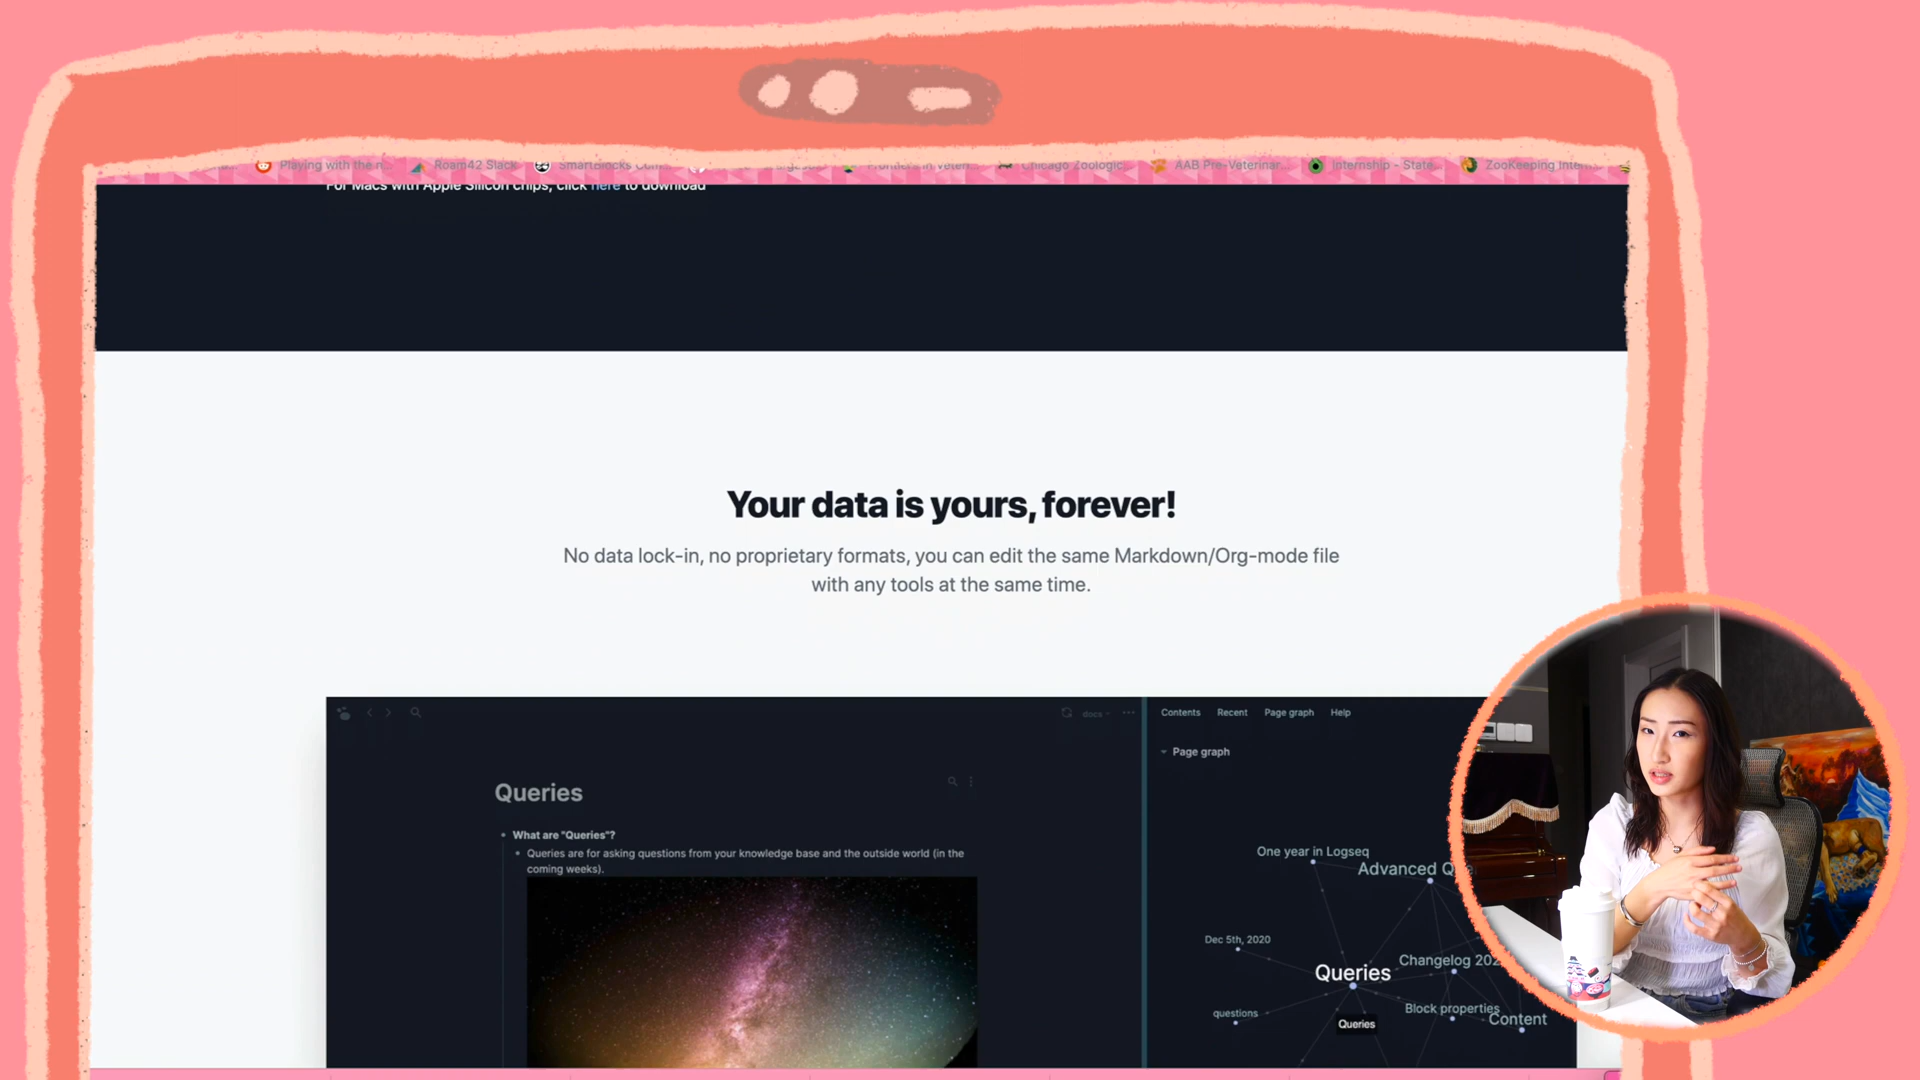 Playing with the n...
Roam42 Slack
Chicago Zoologic...
AAB Pre-Veterinar...
Internship - State...
ZooKeeping Inter...
For Macs with Apple Silicon chips, click here to download
Your data is yours, forever!
No data lock-in, no proprietary formats, you can edit the same Markdown/Org-mode file
with any tools at the same time.
docs
Contents Recent Page graph Help
Page graph
Queries
What are "Queries"?
Queries are for asking questions from your knowledge base and the outside world (in the
coming weeks).
One year in Logseq
Advanced
Dec 5th, 2020
Changelog
Queries
Block properties
questions
Content
Queries